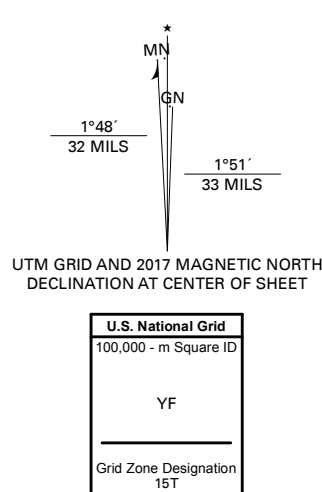 MN
GN
1°48´
32 MILS
1°51´
33 MILS
UTM GRID AND 2017 MAGNETIC NORTH
DECLINATION AT CENTER OF SHEET
U.S. National Grid
100,000 - m Square ID
YF
Grid Zone Designation
15T